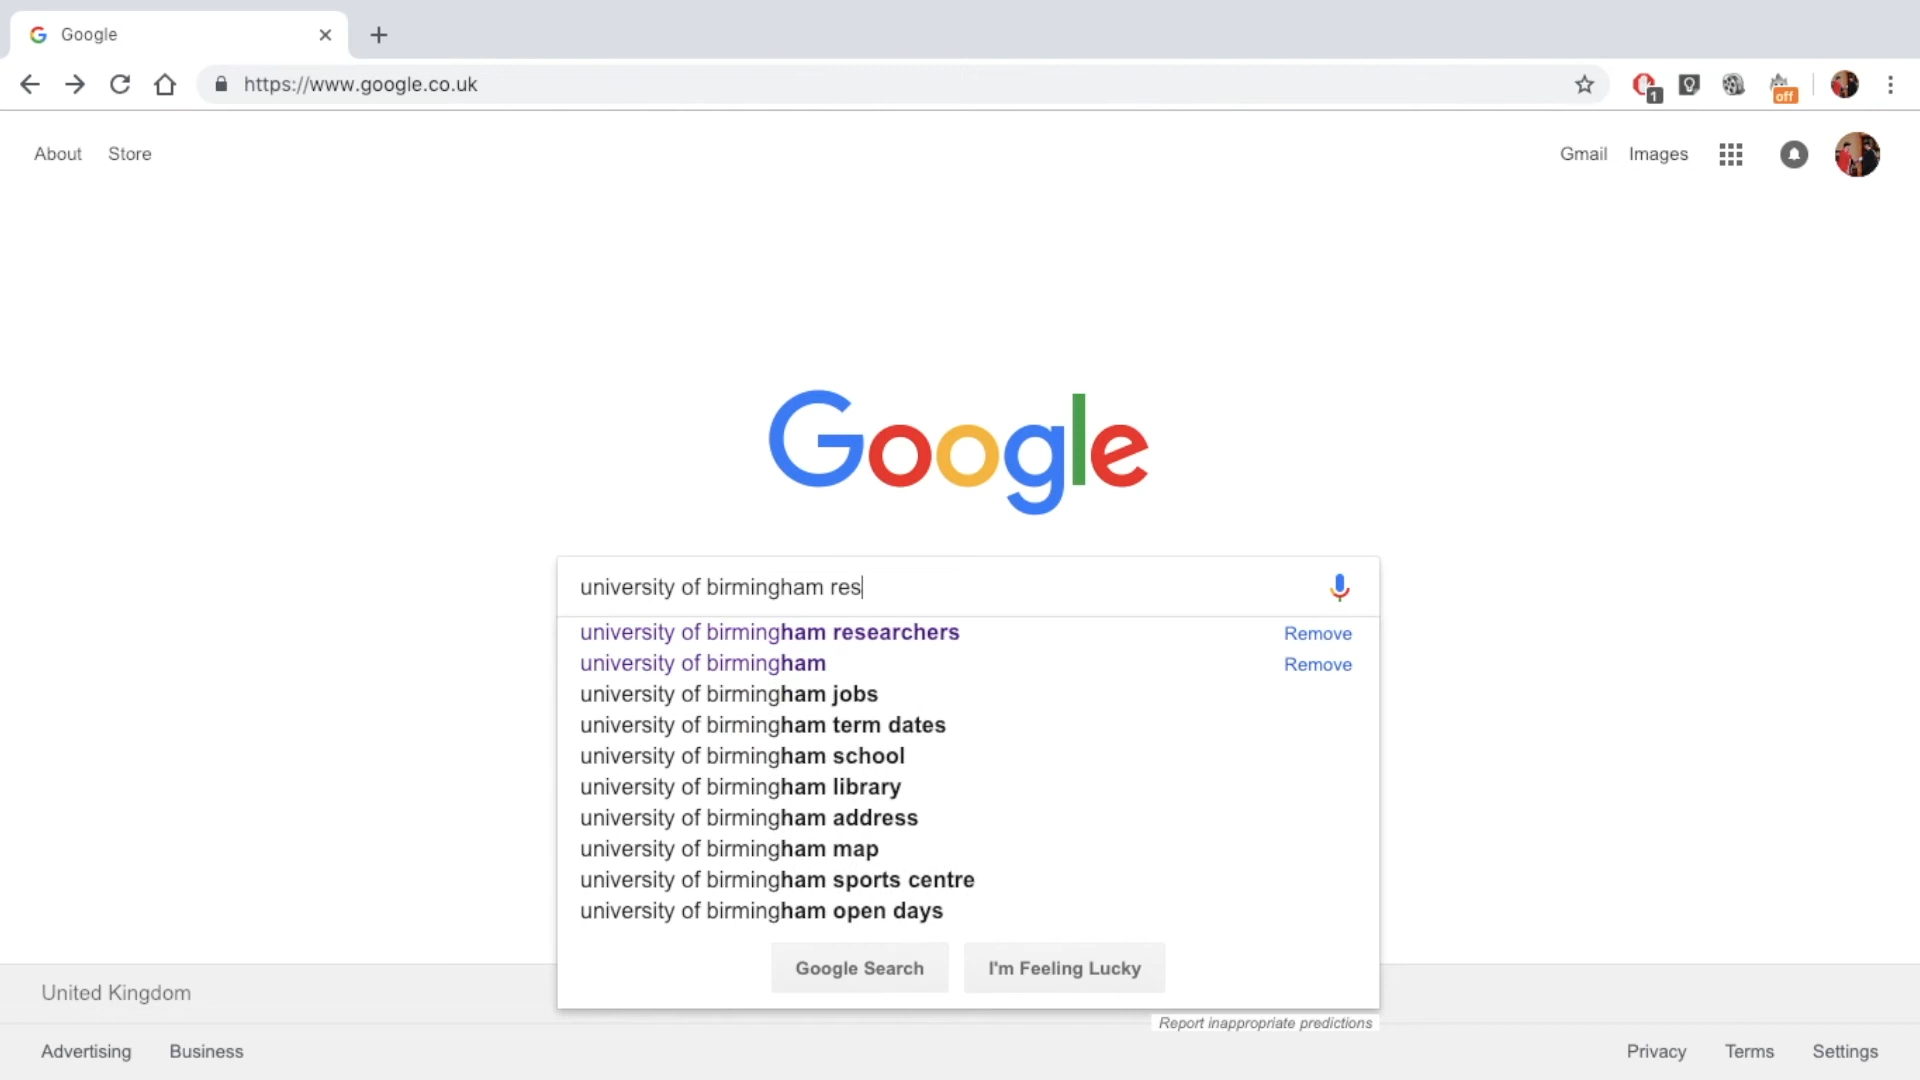 Google
https://www.google.co.uk
1
off
About Store
Gmail Images
Google
university of birmingham res
university of birmingham researchers Remove
university of birmingham Remove
university of birmingham jobs
university of birmingham term dates
university of birmingham school
university of birmingham library
university of birmingham address
university of birmingham map
university of birmingham sports centre
university of birmingham open days
Google Search I'm Feeling Lucky
United Kingdom
Report inappropriate predictions
Advertising Business
Privacy Terms Settings